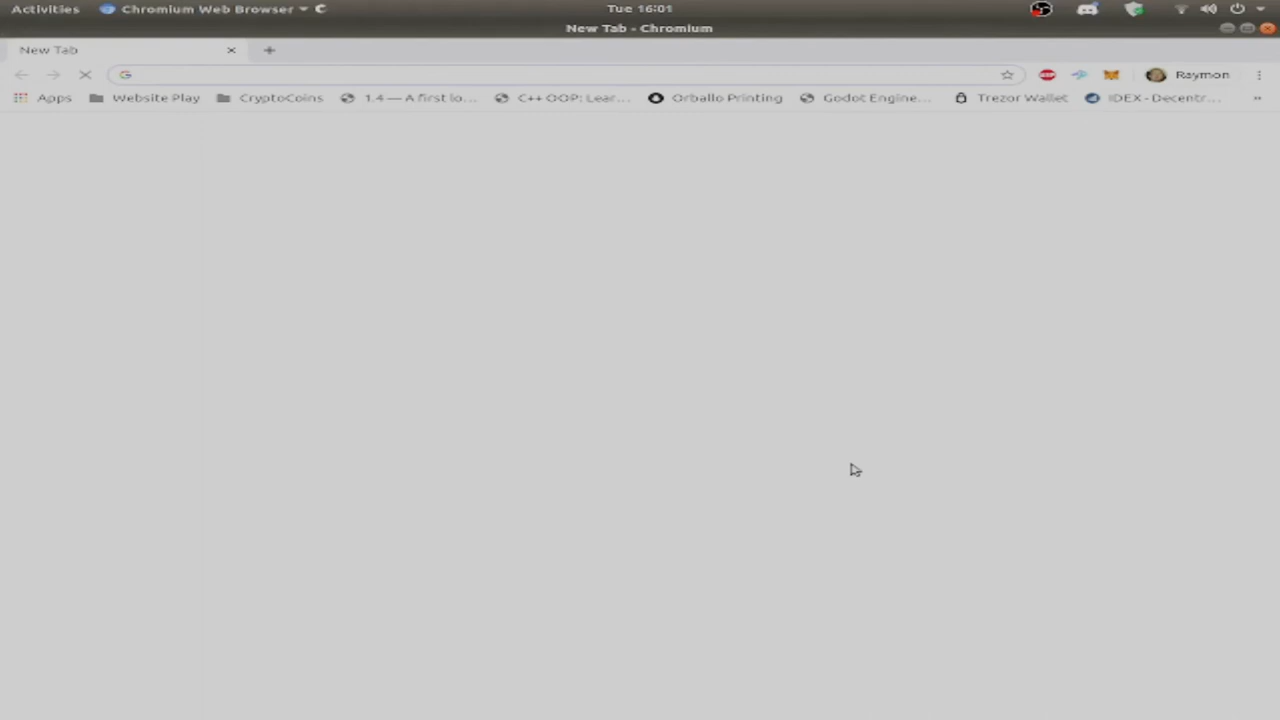 Activities Chromium Web Browser Tue 16:01
New Tab - Chromium
New Tab
Raymon
Apps Website Play CryptoCoins 1.4 — A first lo... C++ OOP: Lear... Orballo Printing Godot Engine... Trezor Wallet IDEX - Decentr...